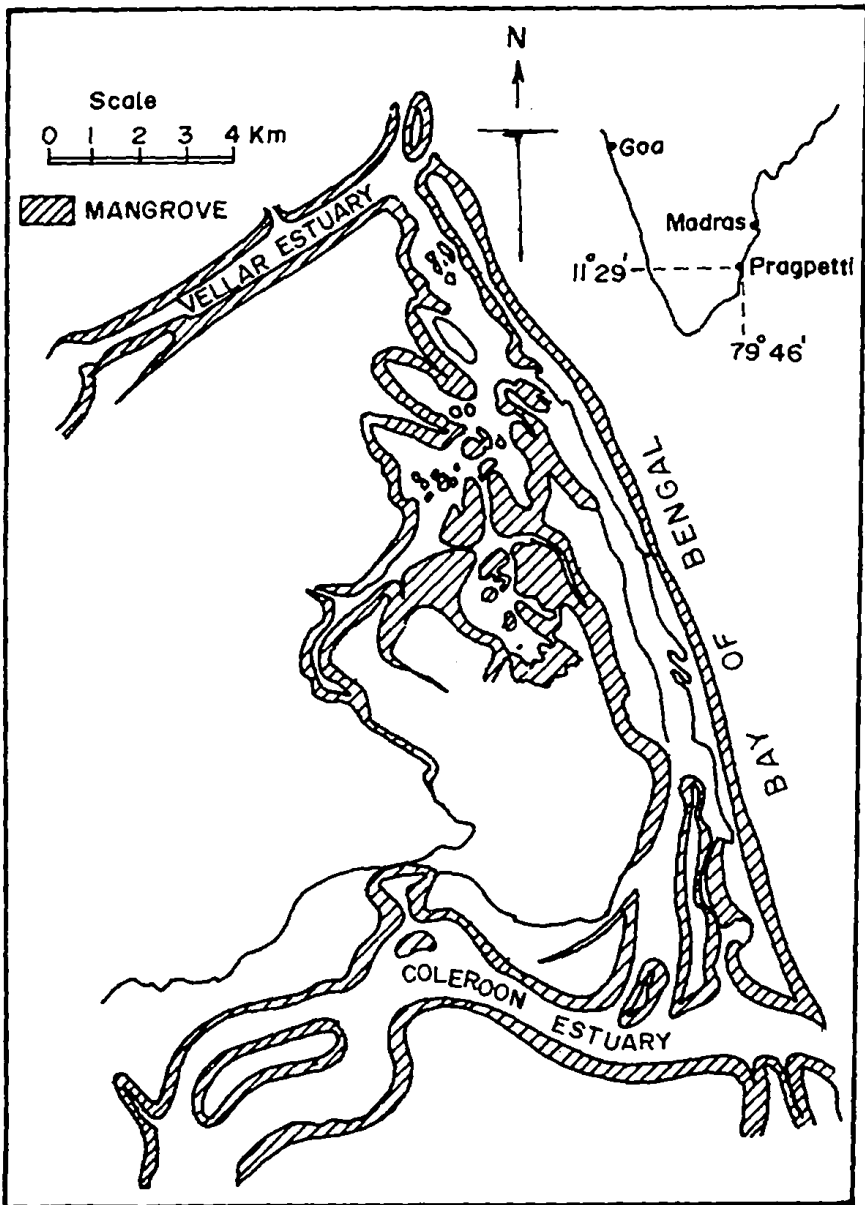 N
Scale
0 1 2 3 4 Km
MANGROVE
Goa
Madras
Pragpetti
11° 29'
79° 46'
VELLAR ESTUARY
BAY OF BENGAL
COLEROON ESTUARY